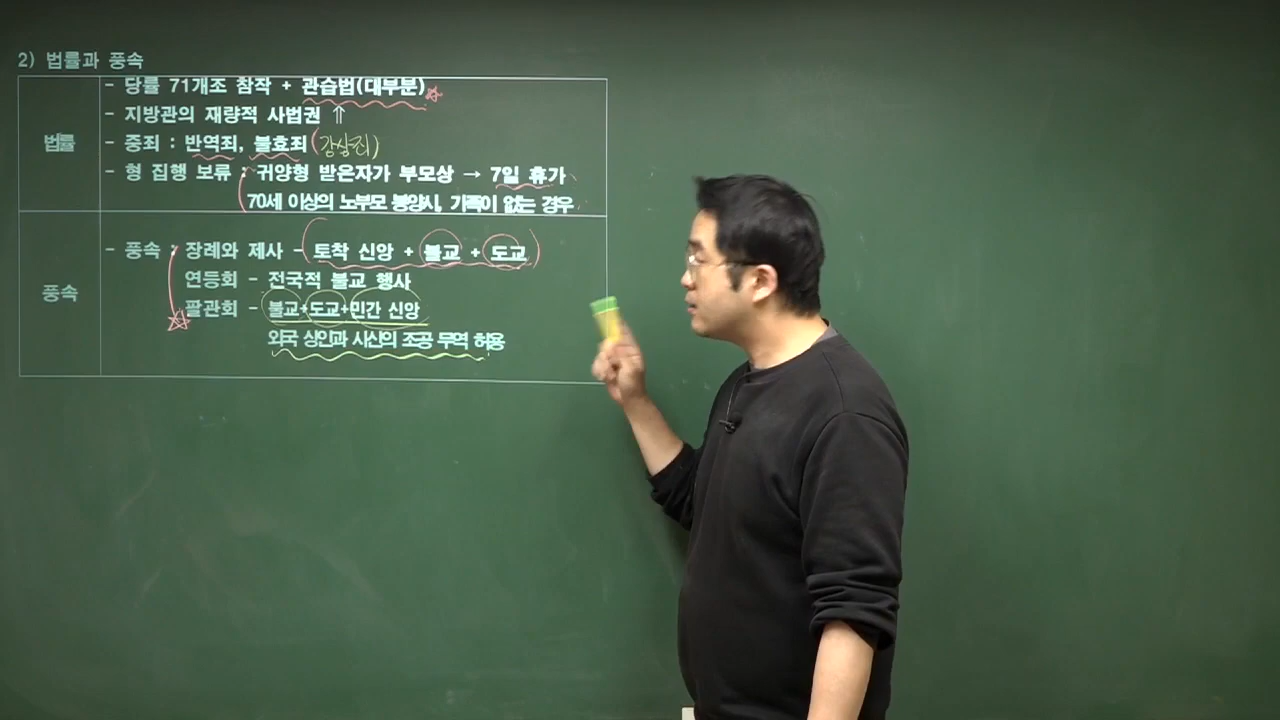 2) 법률과 풍속
법률
- 당률 71개조 참작 + 관습법(대부분)
- 지방관의 재량적 사법권 ⇑
- 중죄 : 반역죄, 불효죄 (강상죄)
- 형 집행 보류 : 귀양형 받은자가 부모상 → 7일 휴가
70세 이상의 노부모 봉양시, 가족이 없는 경우
풍속
- 풍속 : 장례와 제사 - 토착 신앙 + 불교 + 도교
연등회 - 전국적 불교 행사
팔관회 - 불교+도교+민간 신앙
외국 상인과 사신의 조공 무역 허용